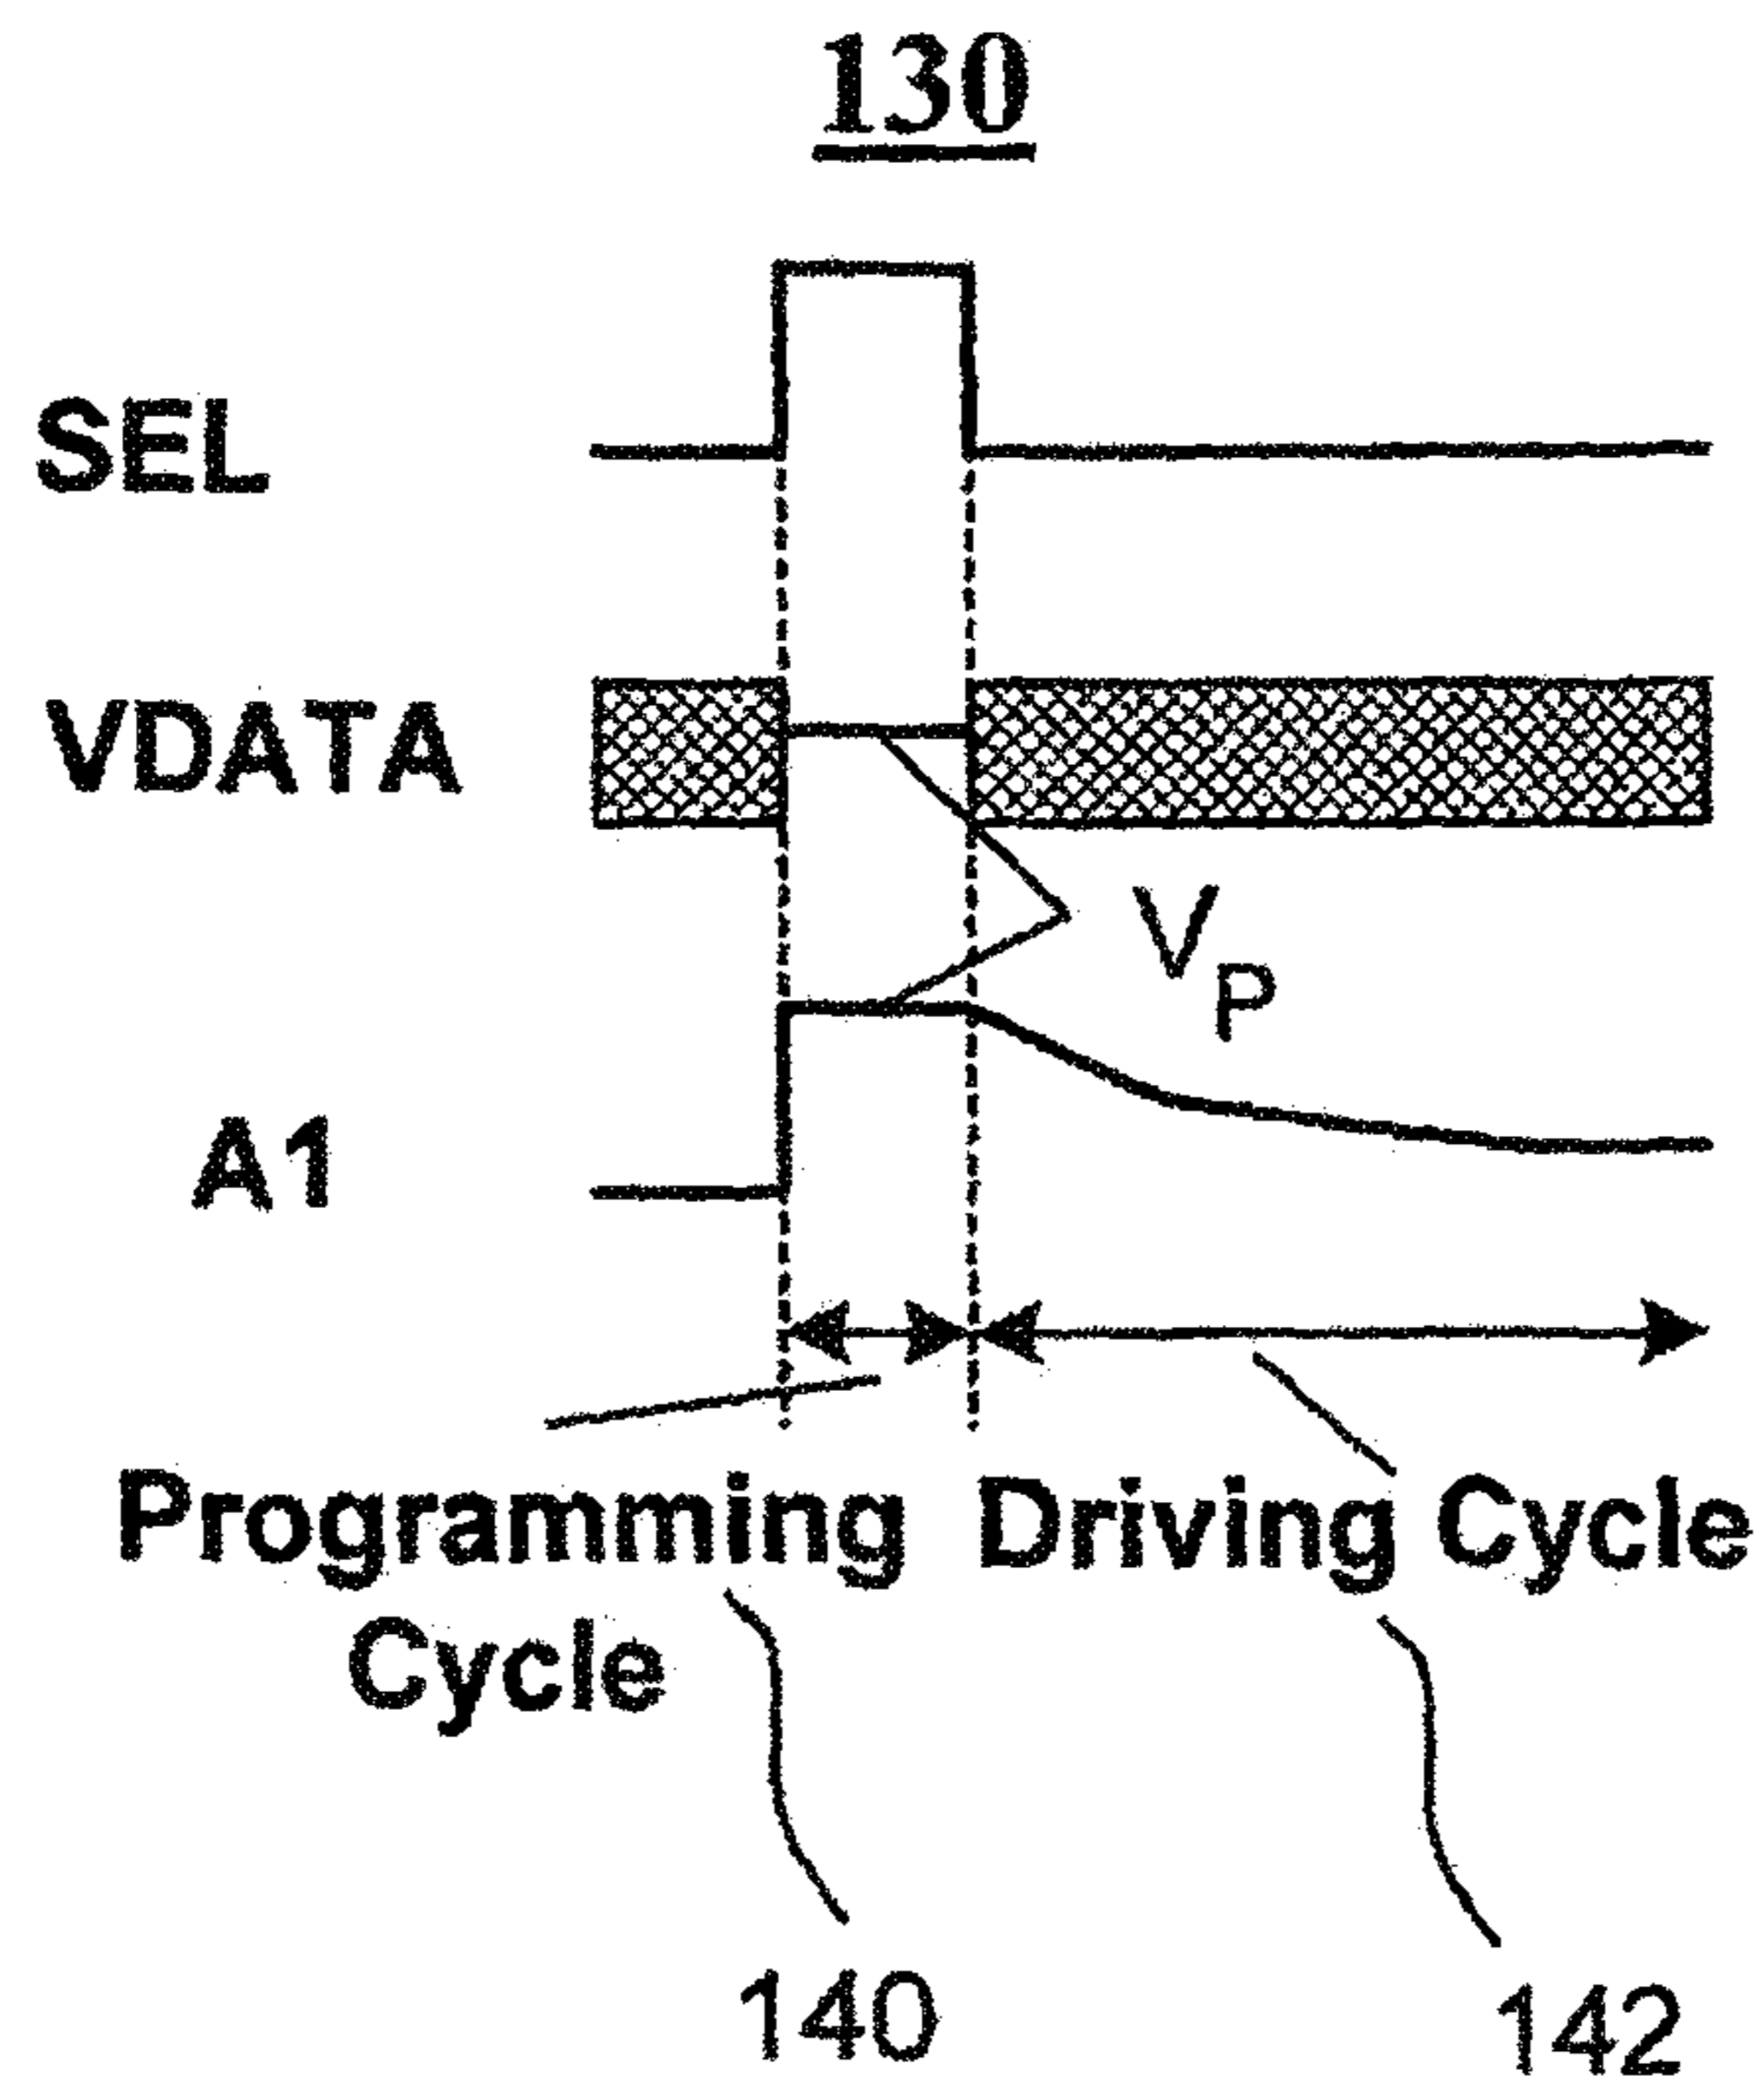 130
SEL
VDATA
VP
A1
Programming Cycle
Driving Cycle
140
142